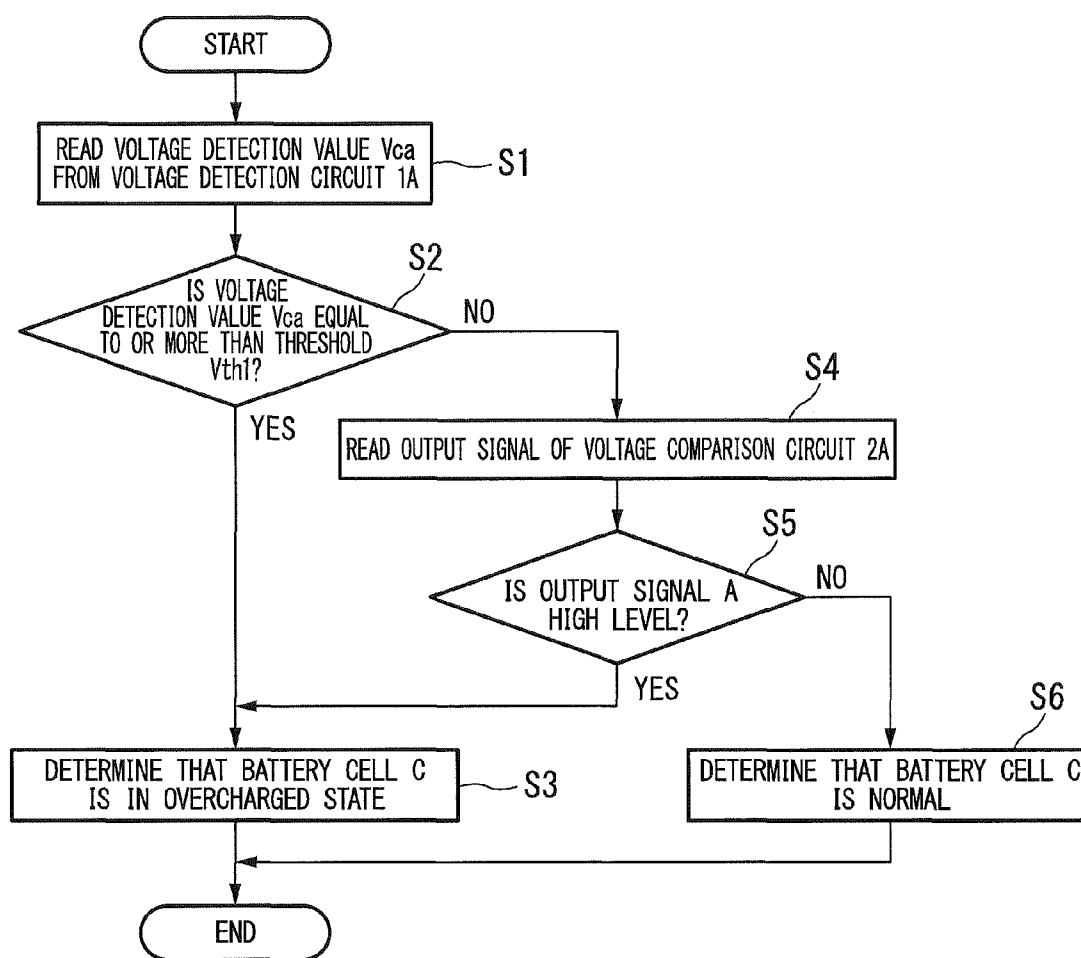 START
READ VOLTAGE DETECTION VALUE Vca
FROM VOLTAGE DETECTION CIRCUIT 1A
S1
S2
IS VOLTAGE
DETECTION VALUE Vca EQUAL
TO OR MORE THAN THRESHOLD
Vth1?
NO
YES
S4
READ OUTPUT SIGNAL OF VOLTAGE COMPARISON CIRCUIT 2A
S5
IS OUTPUT SIGNAL A
HIGH LEVEL?
NO
YES
S6
DETERMINE THAT BATTERY CELL C
IS IN OVERCHARGED STATE
S3
DETERMINE THAT BATTERY CELL C
IS NORMAL
END